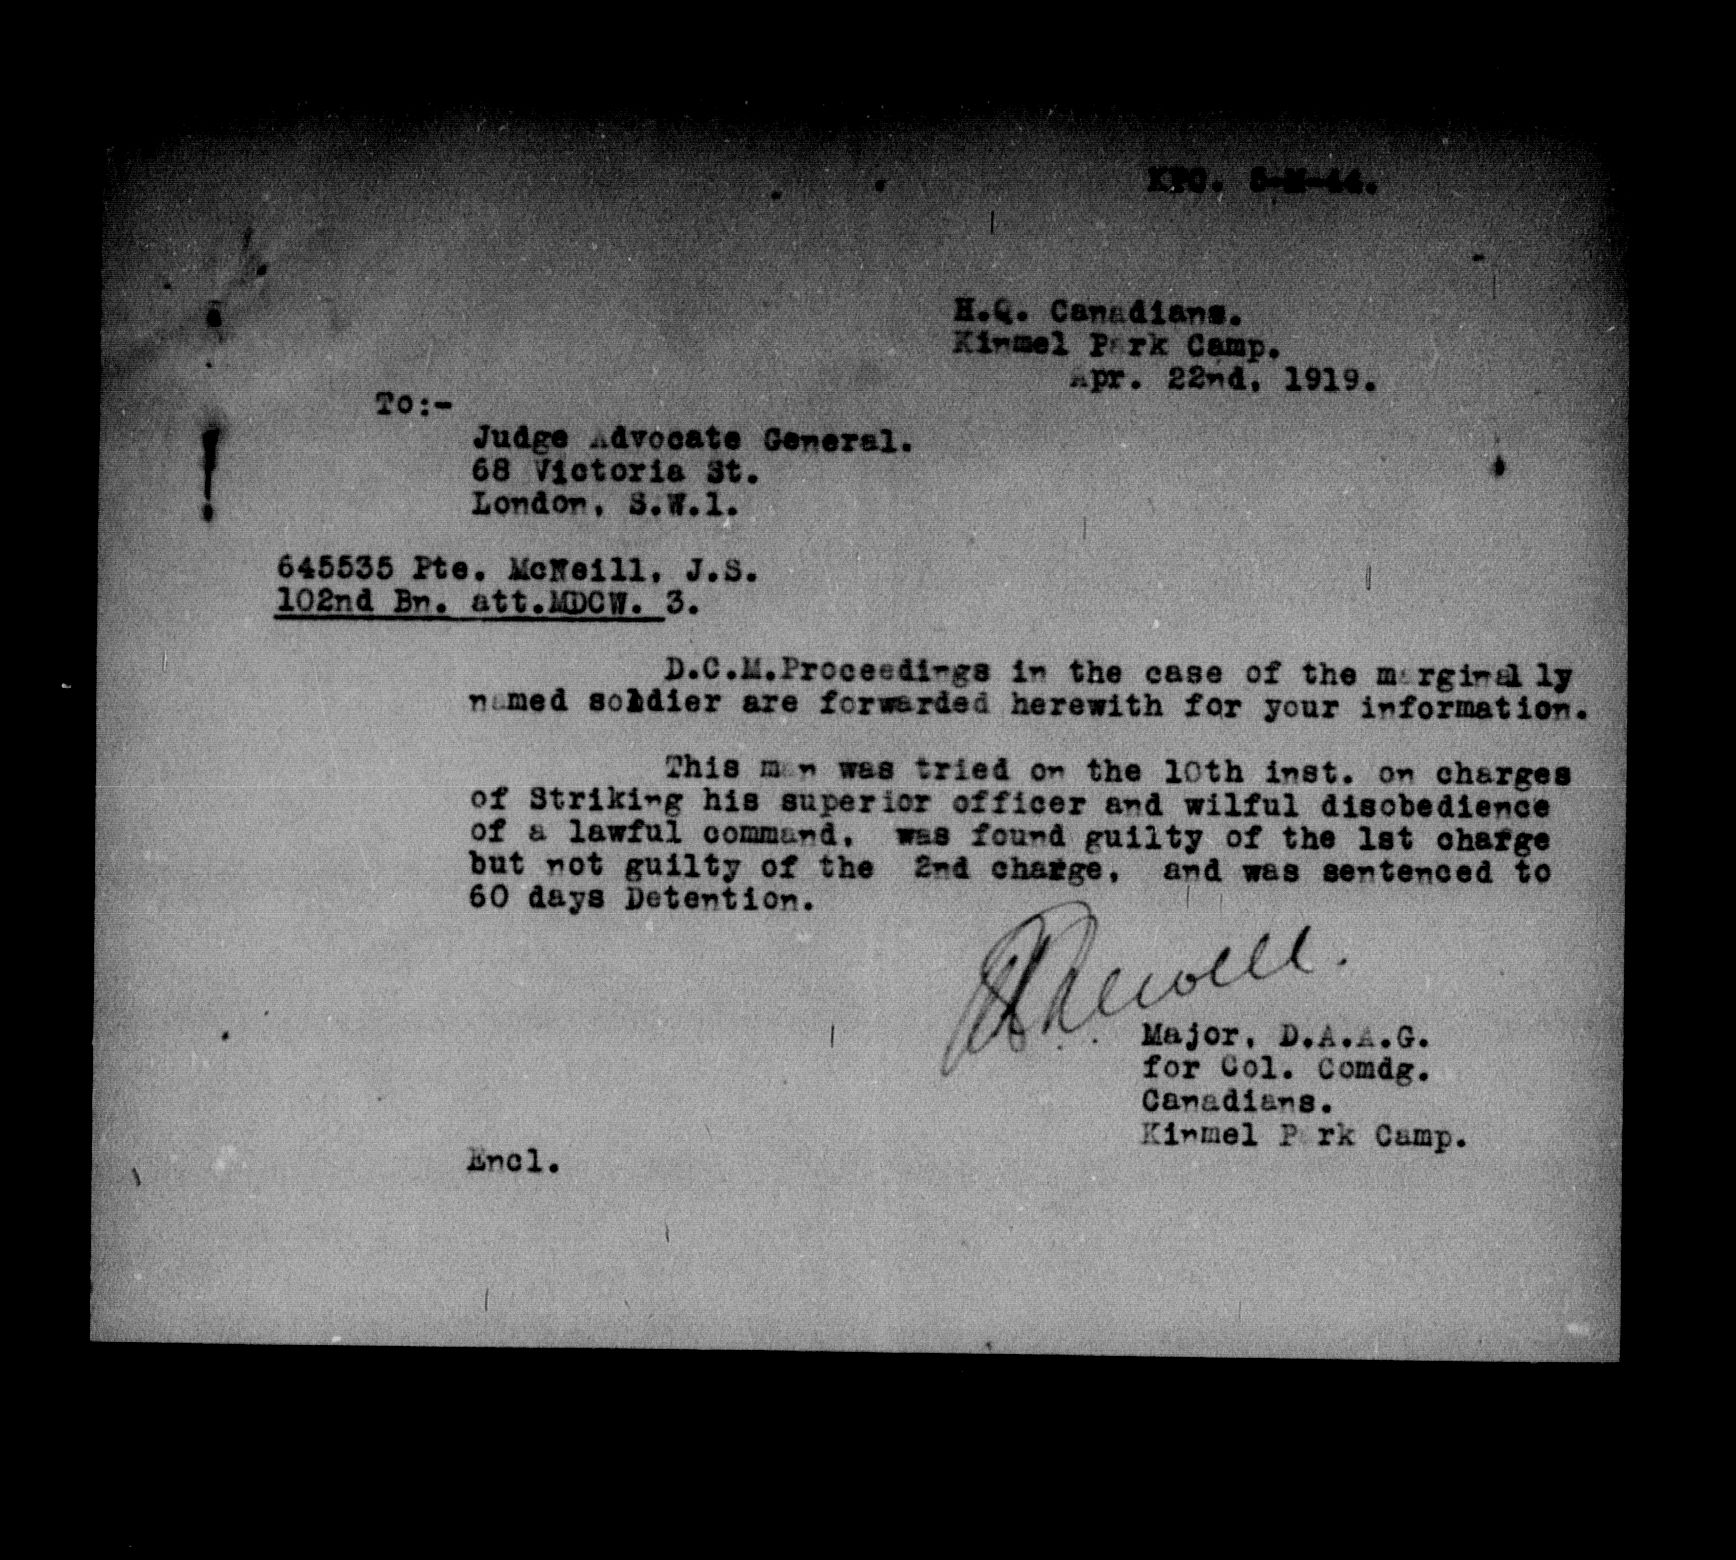 KPO. S-M-44.
H.Q. Canadians.
Kinmel Park Camp.
Apr. 22nd, 1919.
To:-
Judge Advocate General.
68 Victoria St.
London, S.W.1.
645535 Pte. McNeill, J.S.
102nd Bn. att.MDCW. 3.
D.C.M.Proceedings in the case of the marginally
named soldier are forwarded herewith for your information.
This man was tried on the 10th inst. on charges
of Striking his superior officer and wilful disobedience
of a lawful command, was found guilty of the 1st charge
but not guilty of the 2nd charge, and was sentenced to
60 days Detention.
Major, D.A.A.G.
for Col. Comdg.
Canadians.
Kinmel Park Camp.
Encl.